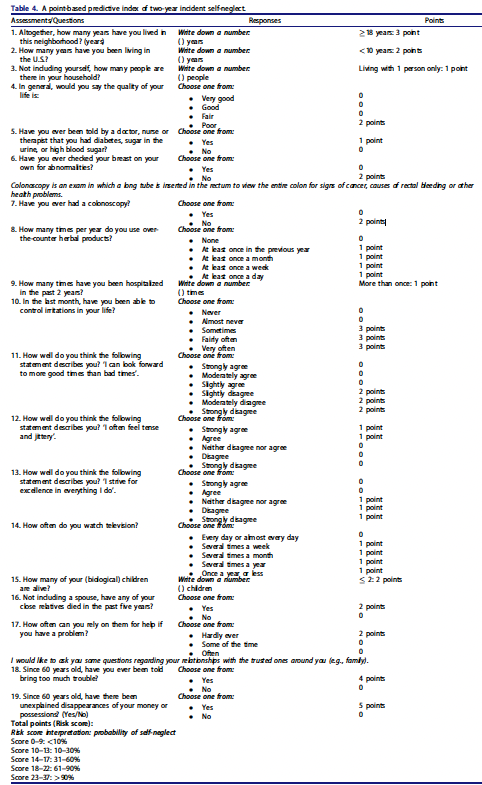 Table 4. A point-based predictive index of two-year incident self-neglect.
Assessments/Questions Responses Points
1. Altogether, how many years have you lived in Write down a number: ≥18 years: 3 point
this neighborhood? (years) ( ) years
2. How many years have you been living in Write down a number: <10 years: 2 points
the U.S.? ( ) years
3. Not including yourself, how many people are Write down a number: Living with 1 person only: 1 point
there in your household? ( ) people
4. In general, would you say the quality of your Choose one from:
life is: • Very good 0
• Good 0
• Fair 0
• Poor 2 points
5. Have you ever been told by a doctor, nurse or Choose one from:
therapist that you had diabetes, sugar in the • Yes 1 point
urine, or high blood sugar? • No 0
6. Have you ever checked your breast on your Choose one from:
own for abnormalities? • Yes 0
• No 2 points
Colonoscopy is an exam in which a long tube is inserted in the rectum to view the entire colon for signs of cancer, causes of rectal bleeding or other
health problems.
7. Have you ever had a colonoscopy? Choose one from:
• Yes 0
• No 2 points
8. How many times per year do you use over- Choose one from:
the-counter herbal products? • None 0
• At least once in the previous year 1 point
• At least once a month 1 point
• At least once a week 1 point
• At least once a day 1 point
9. How many times have you been hospitalized Write down a number: More than once: 1 point
in the past 2 years? ( ) times
10. In the last month, have you been able to Choose one from:
control irritations in your life? • Never 0
• Almost never 0
• Sometimes 3 points
• Fairly often 3 points
• Very often 3 points
11. How well do you think the following Choose one from:
statement describes you? 'I can look forward • Strongly agree 0
to more good times than bad times'. • Moderately agree 0
• Slightly agree 0
• Slightly disagree 2 points
• Moderately disagree 2 points
• Strongly disagree 2 points
12. How well do you think the following Choose one from:
statement describes you? 'I often feel tense • Strongly agree 1 point
and jittery'. • Agree 1 point
• Neither disagree nor agree 0
• Disagree 0
• Strongly disagree 0
13. How well do you think the following Choose one from:
statement describes you? 'I strive for • Strongly agree 0
excellence in everything I do'. • Agree 0
• Neither disagree nor agree 1 point
• Disagree 1 point
• Strongly disagree 1 point
14. How often do you watch television? Choose one from:
• Every day or almost every day 0
• Several times a week 1 point
• Several times a month 1 point
• Several times a year 1 point
• Once a year or less 1 point
15. How many of your (biological) children Write down a number: ≤ 2: 2 points
are alive? ( ) children
16. Not including a spouse, have any of your Choose one from:
close relatives died in the past five years? • Yes 2 points
• No 0
17. How often can you rely on them for help if Choose one from:
you have a problem? • Hardly ever 2 points
• Some of the time 0
• Often 0
I would like to ask you some questions regarding your relationships with the trusted ones around you (e.g., family).
18. Since 60 years old, have you ever been told Choose one from:
bring too much trouble? • Yes 4 points
• No 0
19. Since 60 years old, have there been Choose one from:
unexplained disappearances of your money or • Yes 5 points
possessions? (Yes/No) • No 0
Total points (Risk score):
Risk score interpretation: probability of self-neglect
Score 0–9: <10%
Score 10–13: 10–30%
Score 14–17: 31–60%
Score 18–22: 61–90%
Score 23–37: >90%